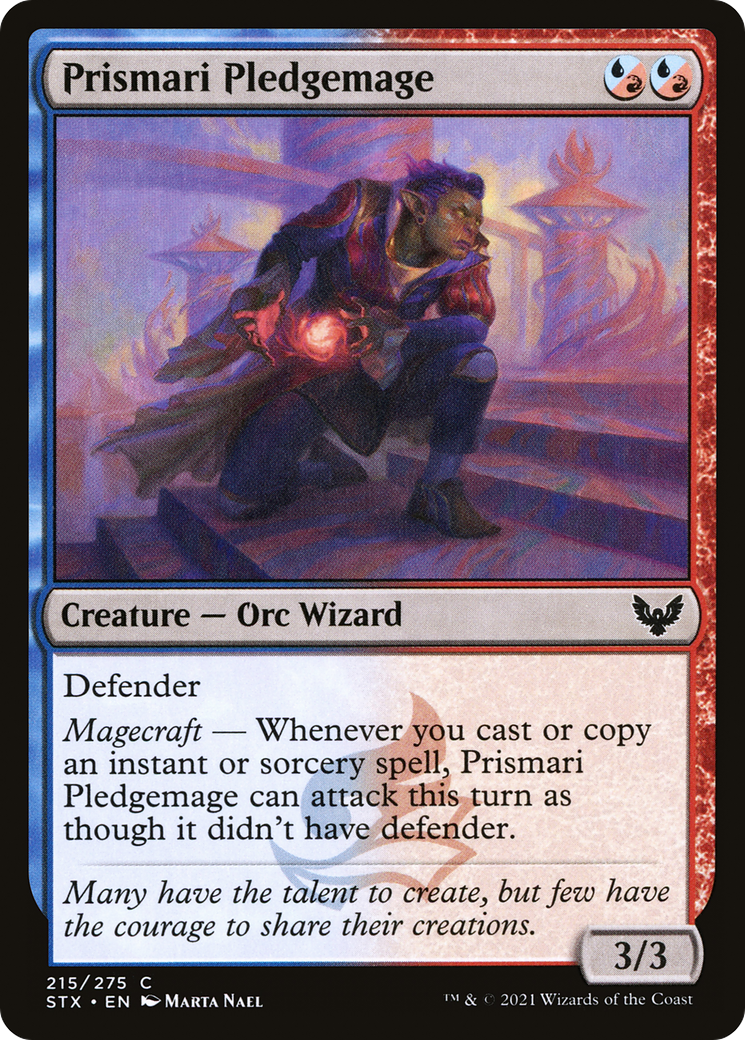 Prismari Pledgemage
Creature — Orc Wizard
Defender
Magecraft — Whenever you cast or copy
an instant or sorcery spell, Prismari
Pledgemage can attack this turn as
though it didn't have defender.
Many have the talent to create, but few have
the courage to share their creations.
3/3
215/275 C
STX • EN Marta Nael
™ & © 2021 Wizards of the Coast